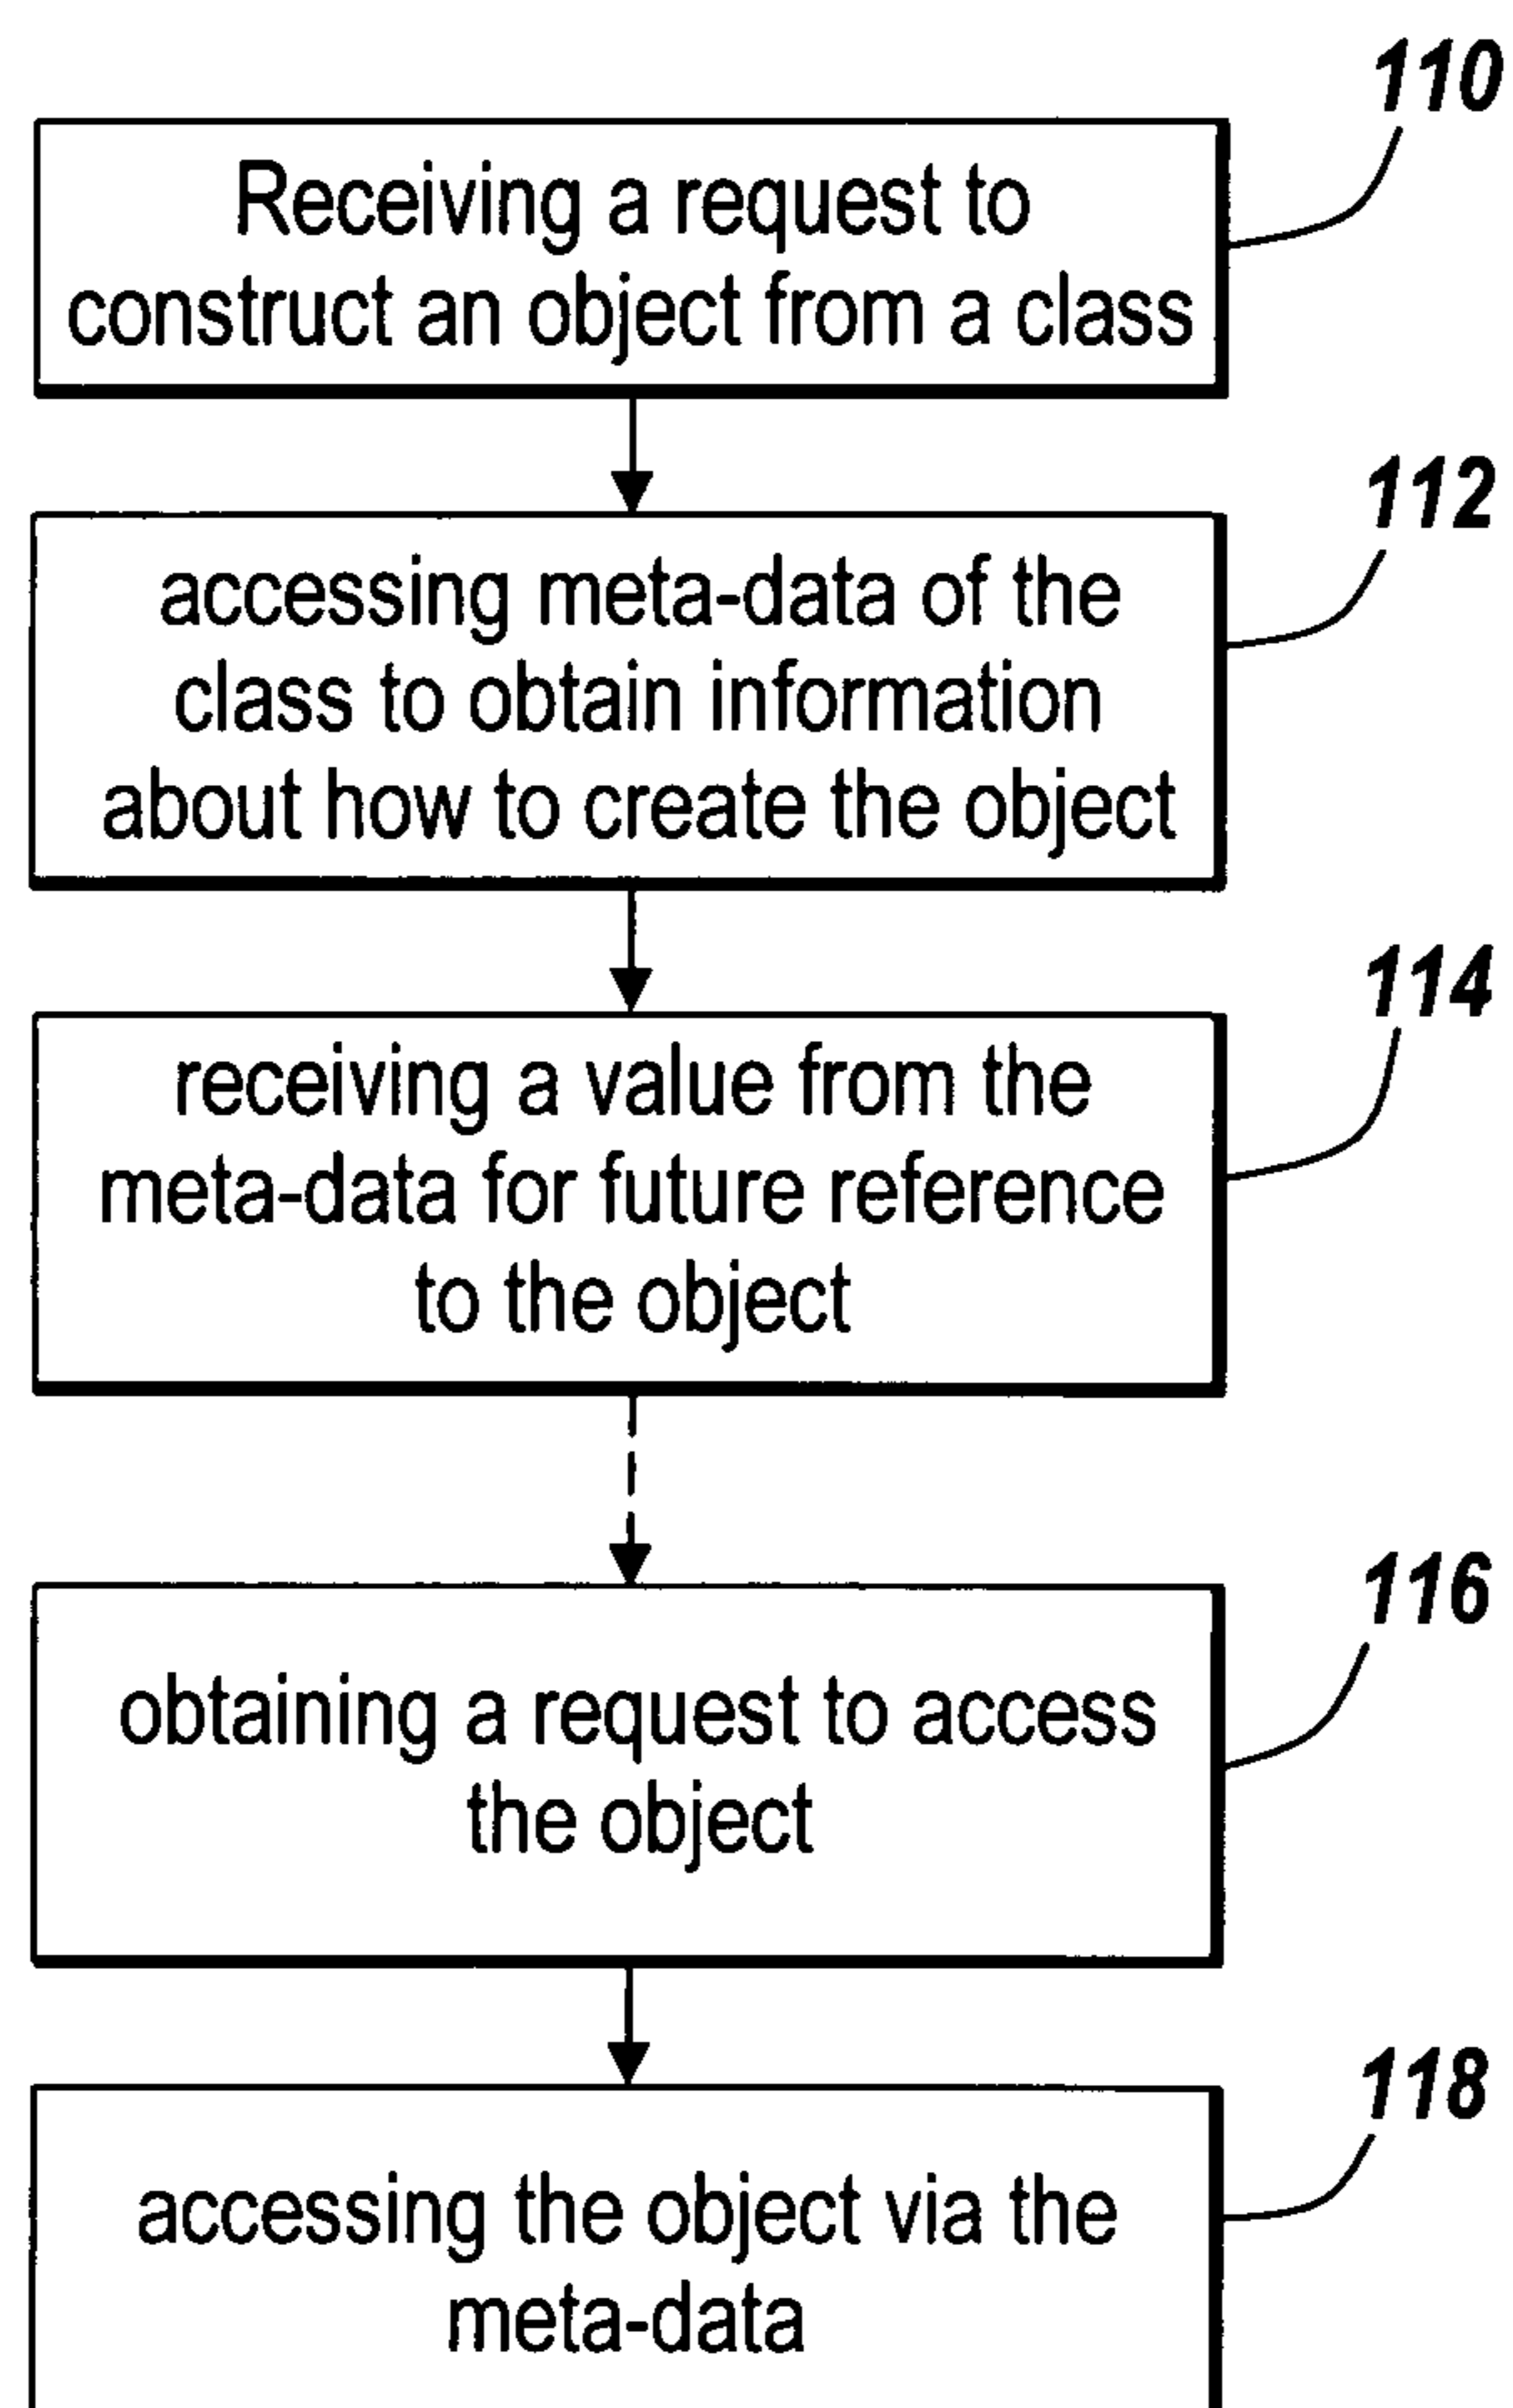 110
Receiving a request to
construct an object from a class
112
accessing meta-data of the
class to obtain information
about how to create the object
114
receiving a value from the
meta-data for future reference
to the object
116
obtaining a request to access
the object
118
accessing the object via the
meta-data